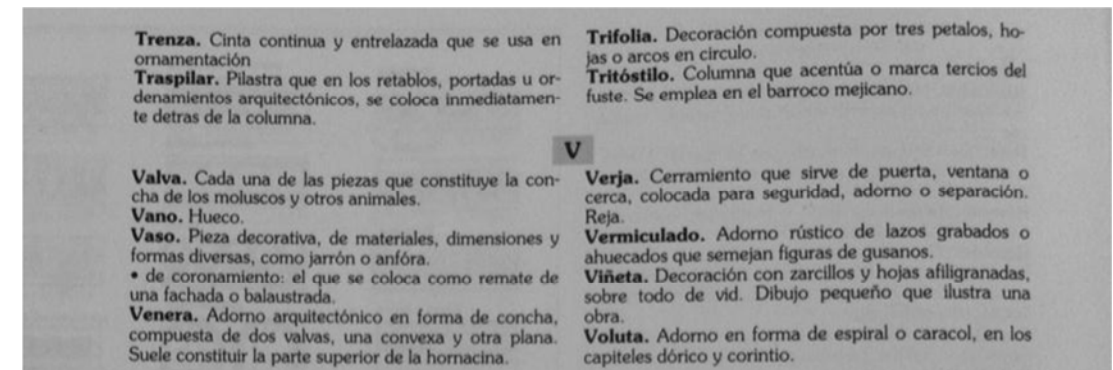 Trenza. Cinta continua y entrelazada que se usa en
ornamentación
Traspilar. Pilastra que en los retablos, portadas u or-
denamientos arquitectónicos, se coloca inmediatamen-
te detras de la columna.
Trifolia. Decoración compuesta por tres petalos, ho-
jas o arcos en circulo.
Tritóstilo. Columna que acentúa o marca tercios del
fuste. Se emplea en el barroco mejicano.
V
Valva. Cada una de las piezas que constituye la con-
cha de los moluscos y otros animales.
Vano. Hueco.
Vaso. Pieza decorativa, de materiales, dimensiones y
formas diversas, como jarrón o anfóra.
• de coronamiento: el que se coloca como remate de
una fachada o balaustrada.
Venera. Adorno arquitectónico en forma de concha,
compuesta de dos valvas, una convexa y otra plana.
Suele constituir la parte superior de la hornacina.
Verja. Cerramiento que sirve de puerta, ventana o
cerca, colocada para seguridad, adorno o separación.
Reja.
Vermiculado. Adorno rústico de lazos grabados o
ahuecados que semejan figuras de gusanos.
Viñeta. Decoración con zarcillos y hojas afiligranadas,
sobre todo de vid. Dibujo pequeño que ilustra una
obra.
Voluta. Adorno en forma de espiral o caracol, en los
capiteles dórico y corintio.